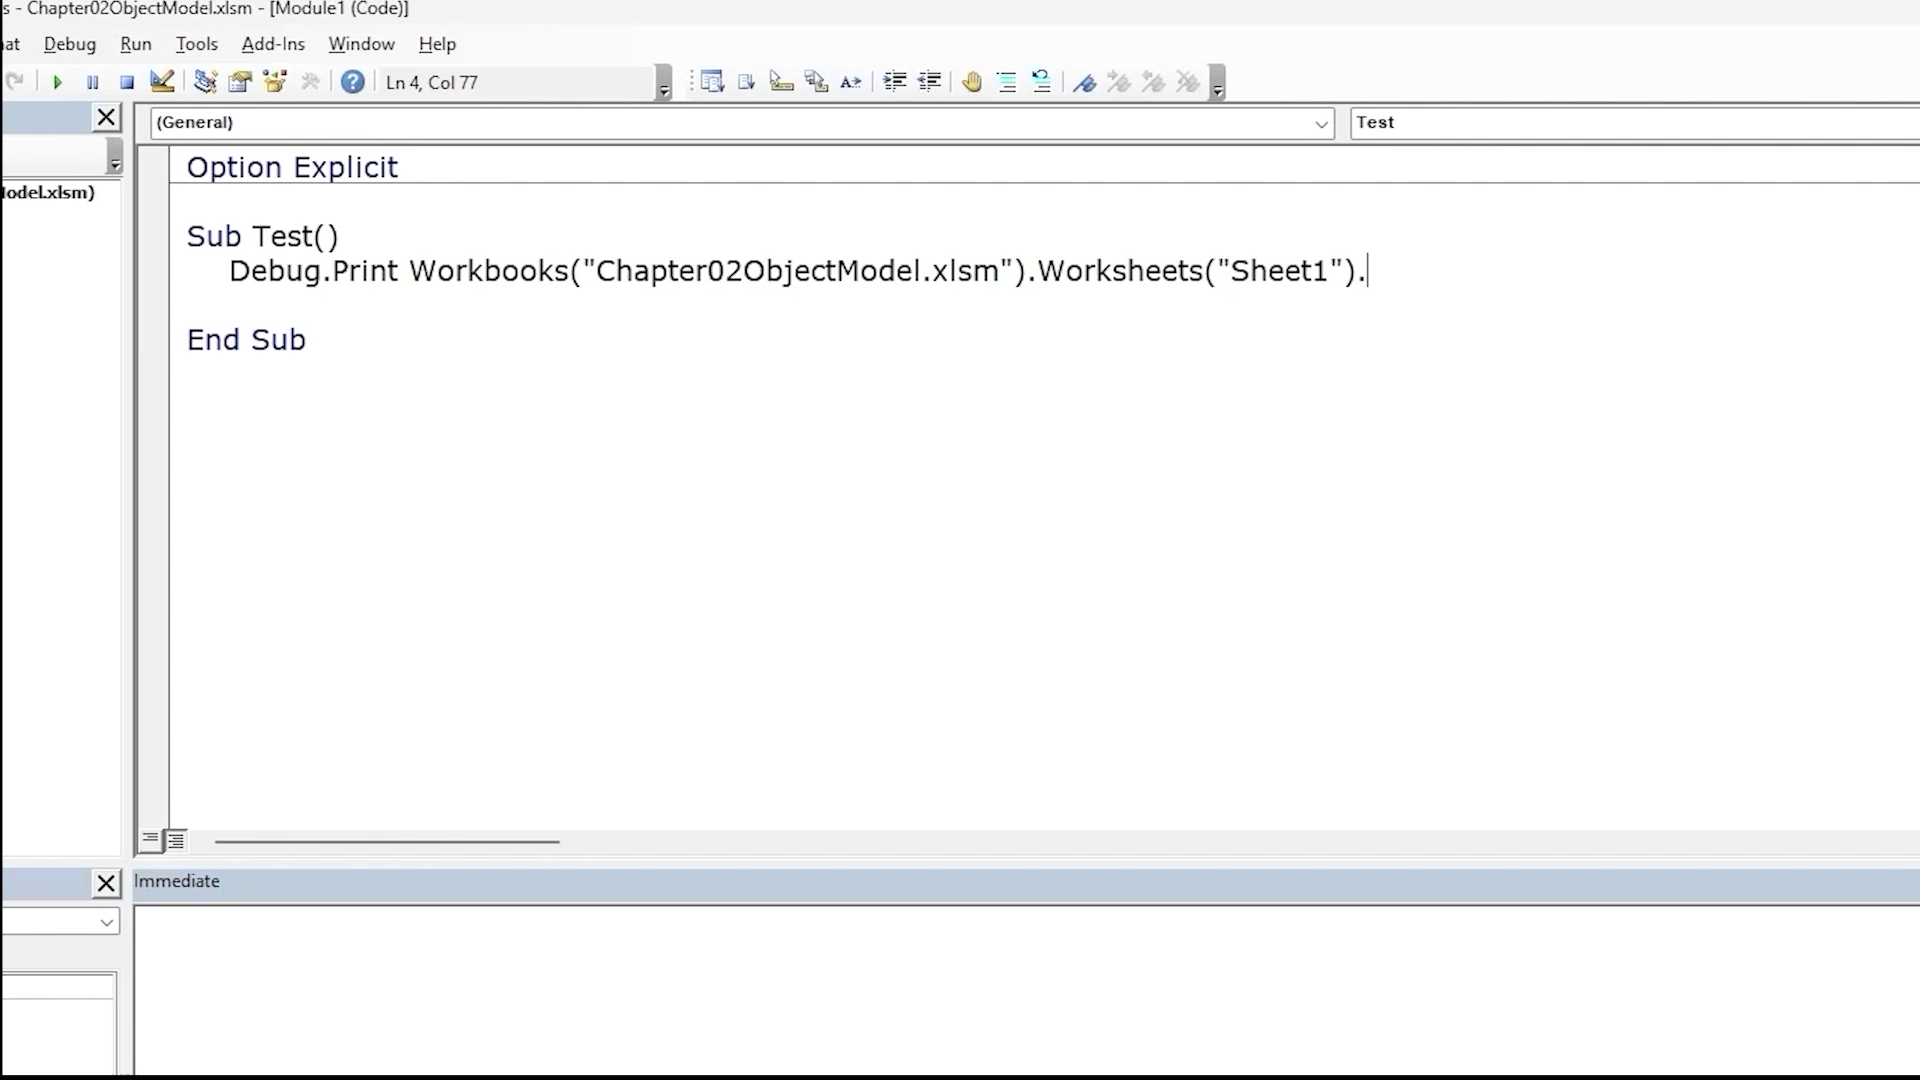 s - Chapter02ObjectModel.xlsm - [Module1 (Code)]
at Debug Run Tools Add-Ins Window Help
Ln 4, Col 77
(General) Test
Model.xlsm)
Option Explicit
Sub Test()
Debug.Print Workbooks("Chapter02ObjectModel.xlsm").Worksheets("Sheet1").
End Sub
Immediate